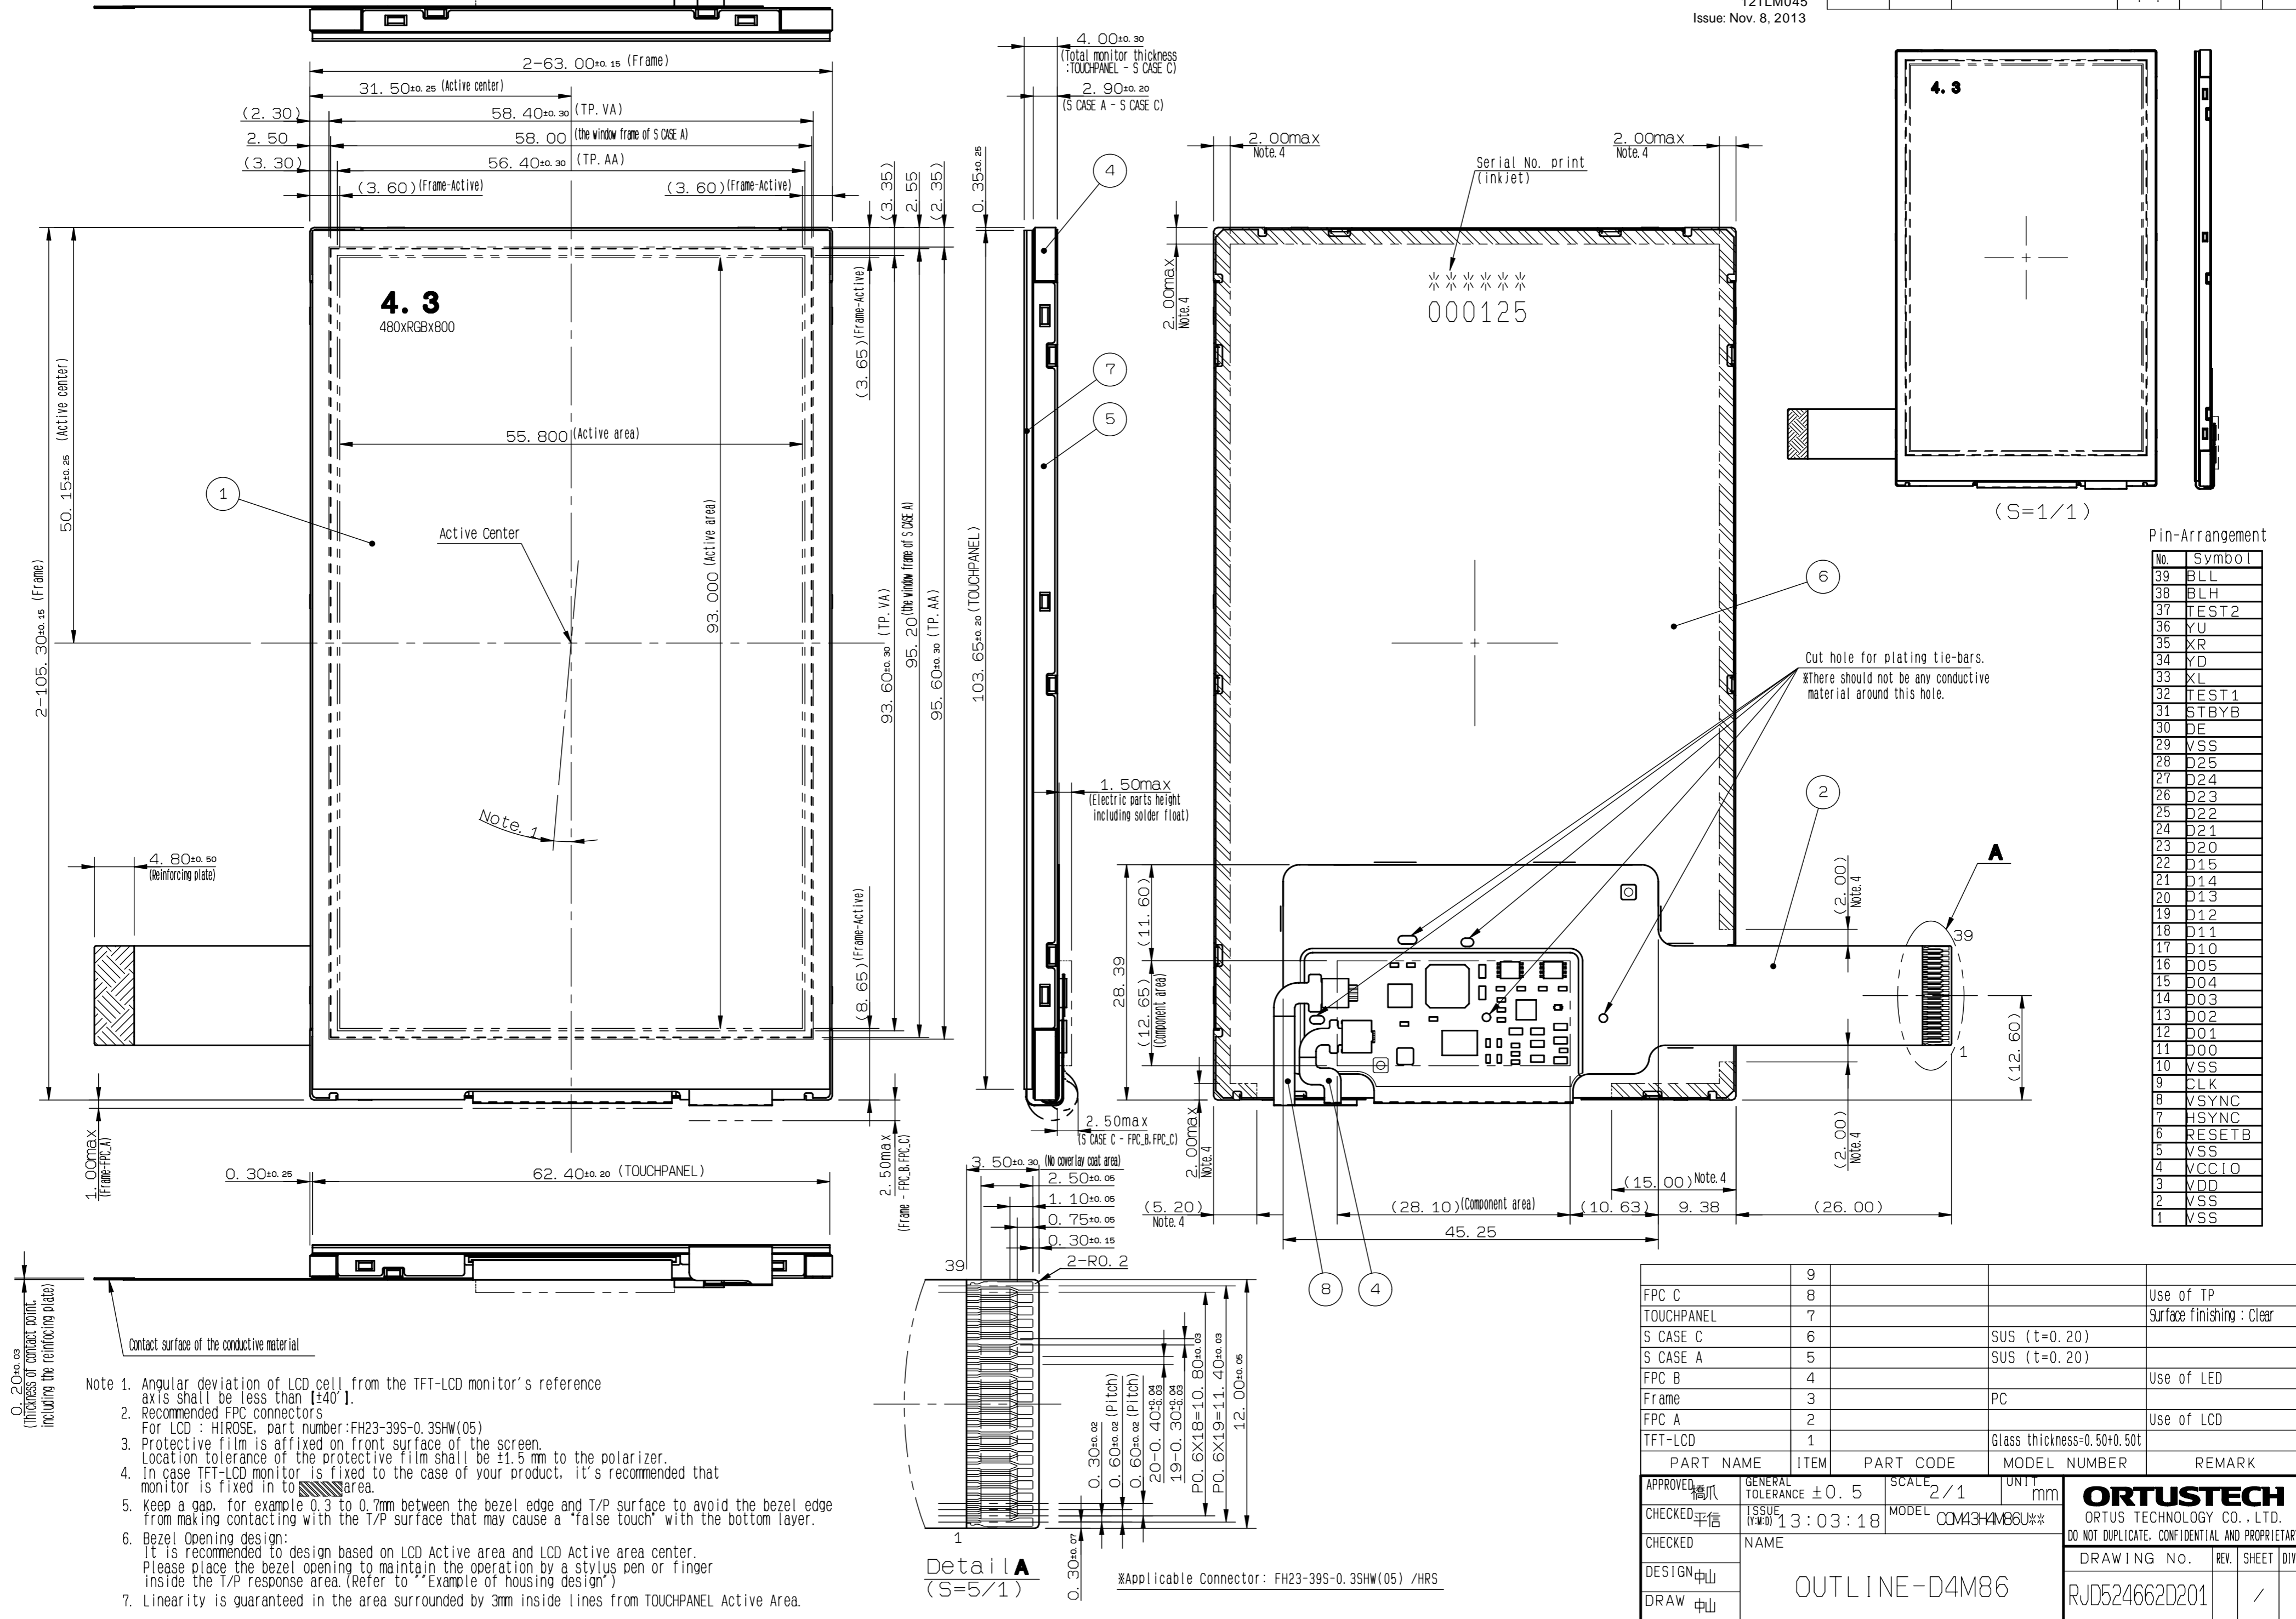 12TLM045
Issue: Nov. 8, 2013
4. 00±0. 30
(Total monitor thickness
:TOUCHPANEL - S CASE C)
2. 90±0. 20
(S CASE A - S CASE C)
2-63. 00±0. 15 (Frame)
31. 50±0. 25 (Active center)
(2. 30)
58. 40±0. 30 (TP. VA)
2. 50
58. 00 (the window frame of S CASE A)
(3. 30)
56. 40±0. 30 (TP. AA)
(3. 60) (Frame-Active)
(3. 60) (Frame-Active)
(3. 35)
2. 55
(2. 35)
0. 35±0. 25
(3. 65) (Frame-Active)
4
7
5
1
4. 3
480xRGBx800
55. 800 (Active area)
93. 000 (Active area)
Active Center
Note. 1
50. 15±0. 25 (Active center)
2-105. 30±0. 15 (Frame)
93. 60±0. 30 (TP. VA)
95. 20 (the window frame of S CASE A)
95. 60±0. 30 (TP. AA)
103. 65±0. 20 (TOUCHPANEL)
(8. 65) (Frame-Active)
4. 80±0. 50
(Reinforcing plate)
1. 00max
(Frame-FPC_A)
0. 30±0. 25
62. 40±0. 20 (TOUCHPANEL)
2. 50max
(Frame - FPC_B, FPC_C)
1. 50max
(Electric parts height
including solder float)
2. 50max
(S CASE C - FPC_B, FPC_C)
2. 00max
Note. 4
2. 00max
Note. 4
2. 00max
Note. 4
Serial No. print
(inkjet)
******
000125
6
2
Cut hole for plating tie-bars.
※There should not be any conductive
material around this hole.
28. 39
(11. 60)
(12. 65)
(Component area)
2. 00max
Note. 4
(5. 20)
Note. 4
(28. 10) (Component area)
(10. 63)
9. 38
(15. 00) Note. 4
(26. 00)
45. 25
(2. 00)
Note. 4
(2. 00)
Note. 4
(12. 60)
A
39
1
8
4
4. 3
(S=1/1)
Pin-Arrangement
No. Symbol
39 BLL
38 BLH
37 TEST2
36 YU
35 XR
34 YD
33 XL
32 TEST1
31 STBYB
30 DE
29 VSS
28 D25
27 D24
26 D23
25 D22
24 D21
23 D20
22 D15
21 D14
20 D13
19 D12
18 D11
17 D10
16 D05
15 D04
14 D03
13 D02
12 D01
11 D00
10 VSS
9 CLK
8 VSYNC
7 HSYNC
6 RESETB
5 VSS
4 VCCIO
3 VDD
2 VSS
1 VSS
0. 20±0. 03
(Thickness of contact point,
including the reinfocing plate)
Contact surface of the conductive material
3. 50±0. 30 (No coverlay coat area)
2. 50±0. 05
1. 10±0. 05
0. 75±0. 05
0. 30±0. 15
2-R0. 2
39
1
0. 30±0. 07
0. 30±0. 02
0. 60±0. 02 (Pitch)
0. 60±0. 02 (Pitch)
20-0. 40+0. 04 -0. 03
19-0. 30+0. 04 -0. 03
P0. 6X18=10. 80±0. 03
P0. 6X19=11. 40±0. 03
12. 00±0. 05
Detail A
(S=5/1)
※Applicable Connector: FH23-39S-0. 3SHW(05) /HRS
Note 1. Angular deviation of LCD cell from the TFT-LCD monitor's reference
axis shall be less than [±40'].
2. Recommended FPC connectors
For LCD : HIROSE, part number:FH23-39S-0. 3SHW(05)
3. Protective film is affixed on front surface of the screen.
Location tolerance of the protective film shall be ±1.5 mm to the polarizer.
4. In case TFT-LCD monitor is fixed to the case of your product, it's recommended that
monitor is fixed in to area.
5. Keep a gap, for example 0.3 to 0.7mm between the bezel edge and T/P surface to avoid the bezel edge
from making contacting with the T/P surface that may cause a "false touch" with the bottom layer.
6. Bezel Opening design:
It is recommended to design based on LCD Active area and LCD Active area center.
Please place the bezel opening to maintain the operation by a stylus pen or finger
inside the T/P response area. (Refer to ""Example of housing design")
7. Linearity is guaranteed in the area surrounded by 3mm inside lines from TOUCHPANEL Active Area.
9
FPC C 8 Use of TP
TOUCHPANEL 7 Surface finishing : Clear
S CASE C 6 SUS (t=0. 20)
S CASE A 5 SUS (t=0. 20)
FPC B 4 Use of LED
Frame 3 PC
FPC A 2 Use of LCD
TFT-LCD 1 Glass thickness=0. 50+0. 50t
PART NAME ITEM PART CODE MODEL NUMBER REMARK
APPROVED 橋爪 GENERAL TOLERANCE ±0. 5 SCALE 2/1 UNIT mm
CHECKED 平信 ISSUE (Y:M:D) 13:03:18 MODEL COM43H4M86U※※
CHECKED NAME
DESIGN 中山
OUTLINE-D4M86
DRAW 中山
ORTUSTECH
ORTUS TECHNOLOGY CO., LTD.
DO NOT DUPLICATE, CONFIDENTIAL AND PROPRIETAR
DRAWING No. REV. SHEET DIV
RJD524662D201 /